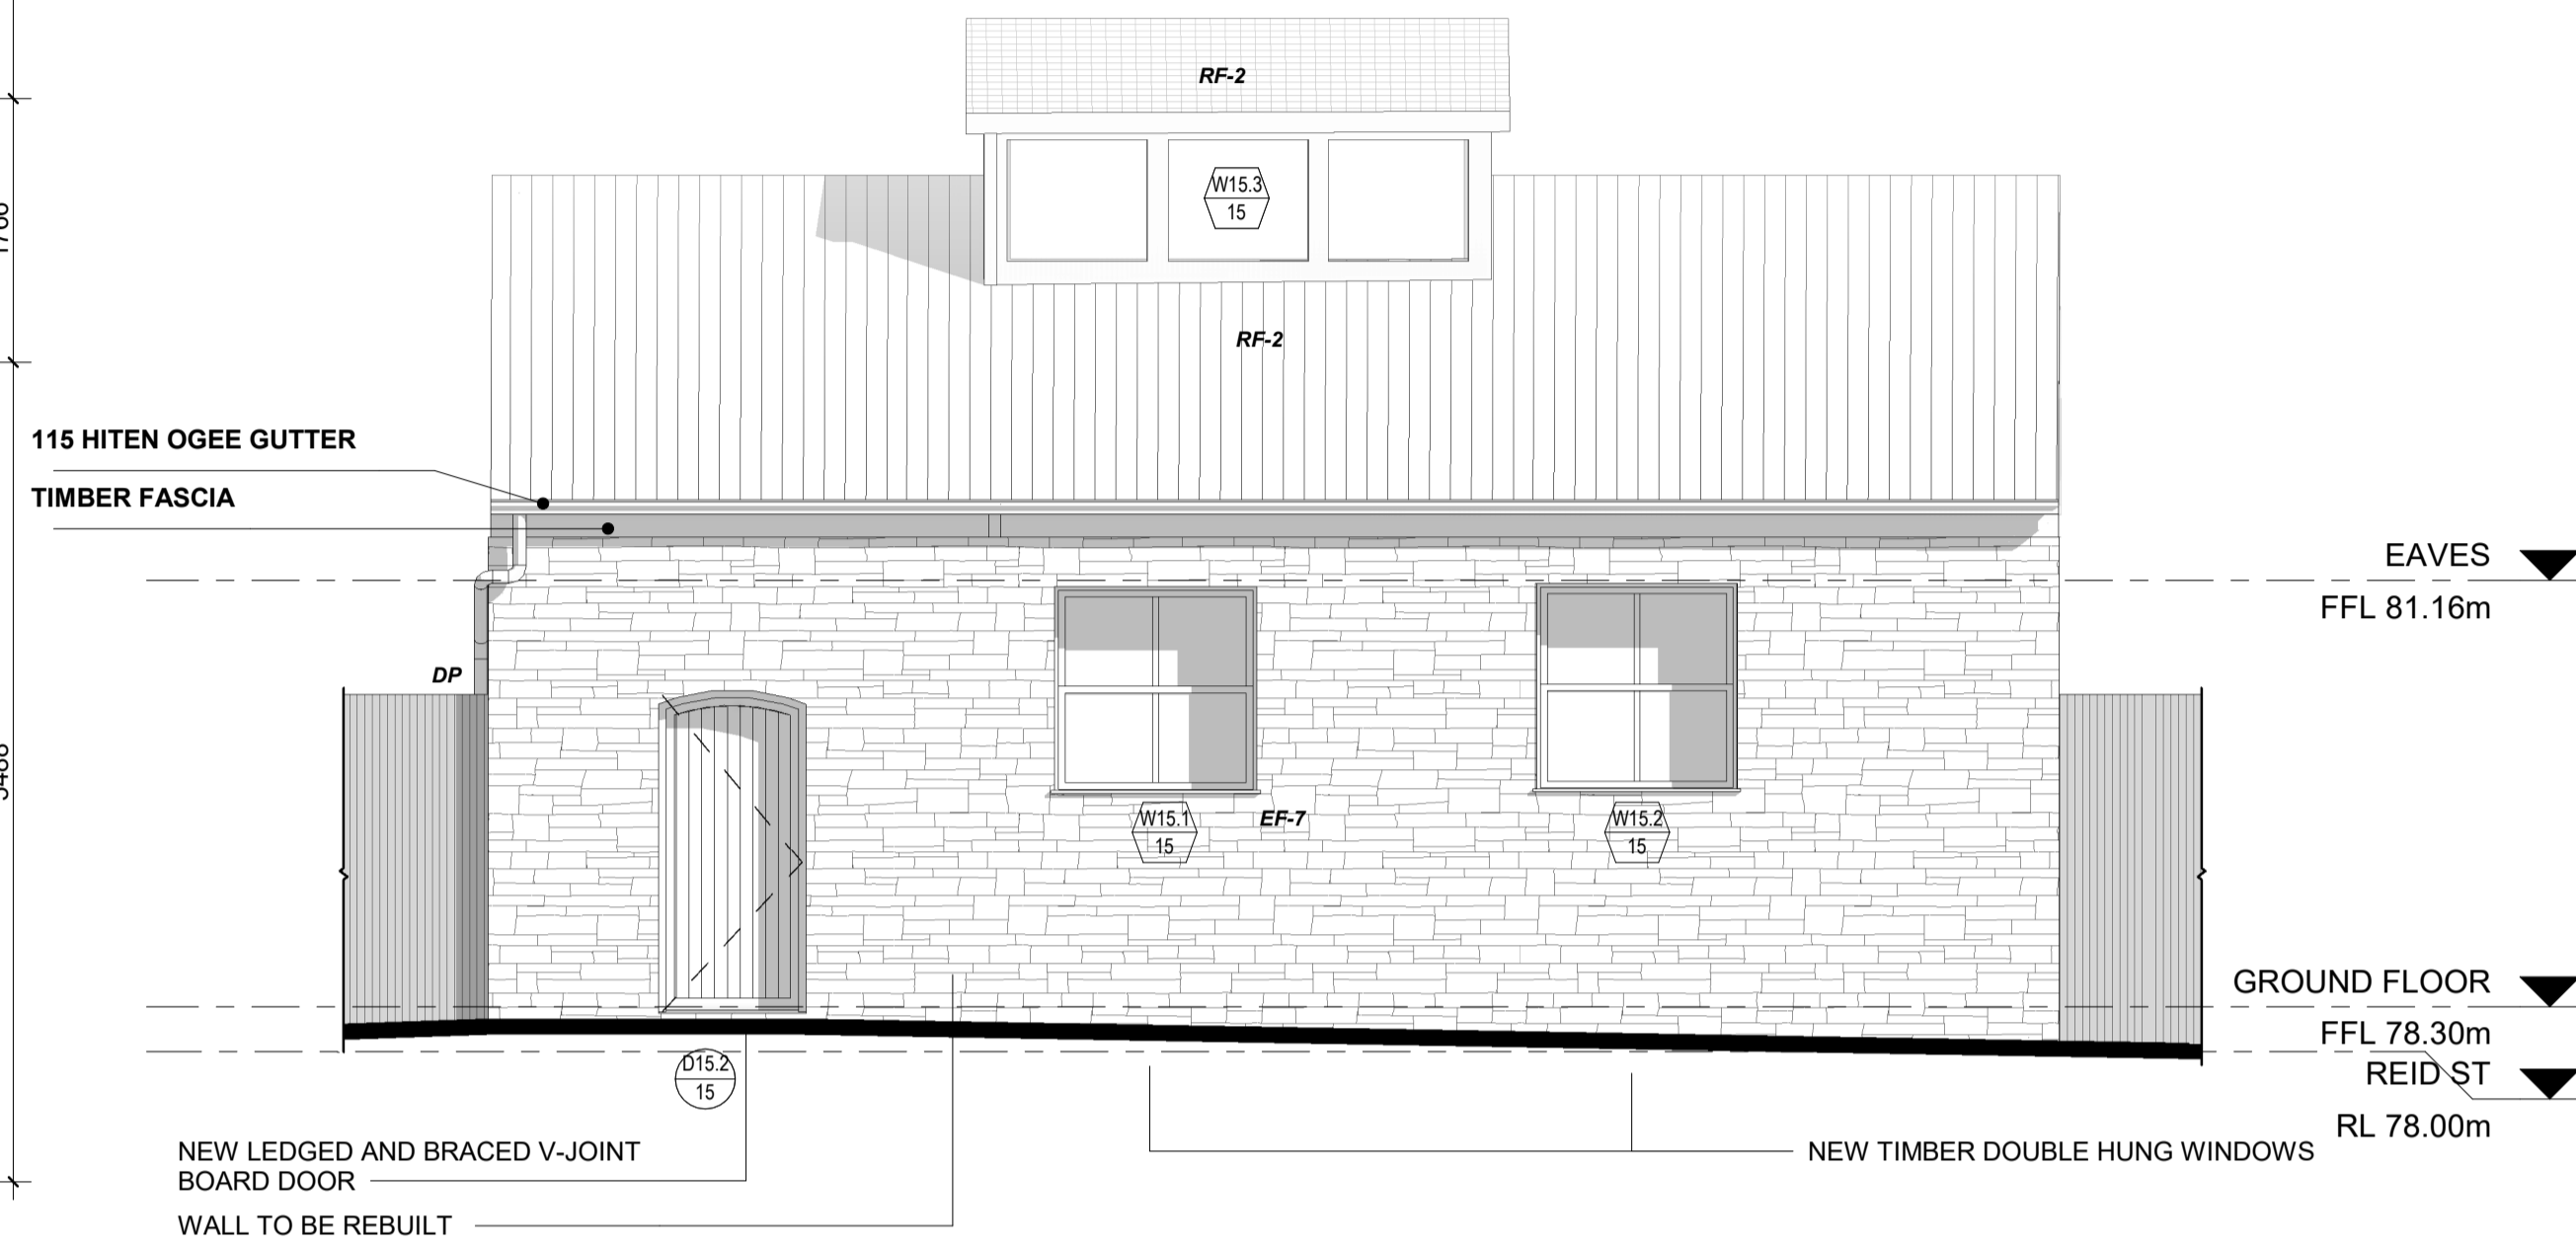 RF-2
W15.3
15
RF-2
115 HITEN OGEE GUTTER
TIMBER FASCIA
EAVES
FFL 81.16m
DP
W15.1
15
EF-7
W15.2
15
GROUND FLOOR
FFL 78.30m
REID ST
RL 78.00m
D15.2
15
NEW LEDGED AND BRACED V-JOINT
BOARD DOOR
WALL TO BE REBUILT
NEW TIMBER DOUBLE HUNG WINDOWS